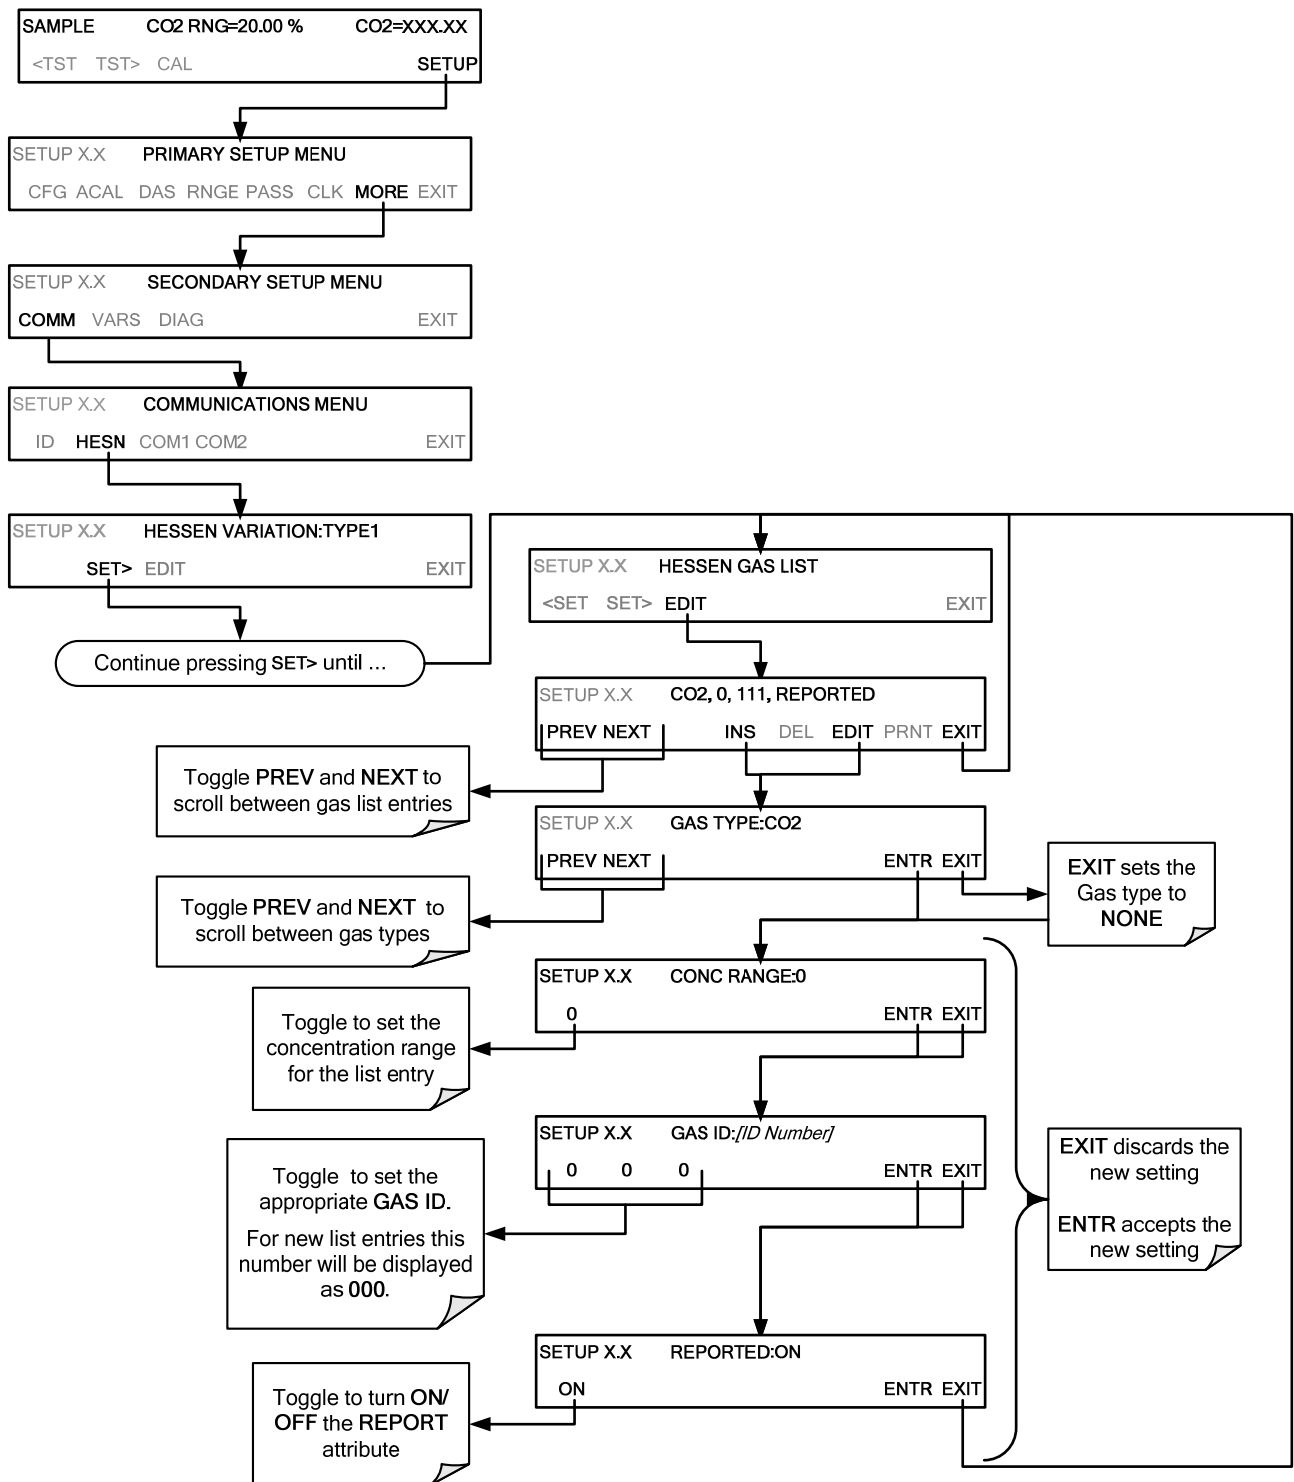 SAMPLE CO2 RNG=20.00 % CO2=XXX.XX
<TST TST> CAL SETUP
SETUP X.X PRIMARY SETUP MENU
CFG ACAL DAS RNGE PASS CLK MORE EXIT
SETUP X.X SECONDARY SETUP MENU
COMM VARS DIAG EXIT
SETUP X.X COMMUNICATIONS MENU
ID HESN COM1 COM2 EXIT
SETUP X.X HESSEN VARIATION:TYPE1
SET> EDIT EXIT
Continue pressing SET> until ...
SETUP X.X HESSEN GAS LIST
<SET SET> EDIT EXIT
SETUP X.X CO2, 0, 111, REPORTED
PREV NEXT INS DEL EDIT PRNT EXIT
Toggle PREV and NEXT to
scroll between gas list entries
SETUP X.X GAS TYPE:CO2
PREV NEXT ENTR EXIT
EXIT sets the
Gas type to
NONE
Toggle PREV and NEXT to
scroll between gas types
SETUP X.X CONC RANGE:0
0 ENTR EXIT
Toggle to set the
concentration range
for the list entry
SETUP X.X GAS ID:[ID Number]
0 0 0 ENTR EXIT
Toggle to set the
appropriate GAS ID.
For new list entries this
number will be displayed
as 000.
EXIT discards the
new setting
ENTR accepts the
new setting
SETUP X.X REPORTED:ON
ON ENTR EXIT
Toggle to turn ON/
OFF the REPORT
attribute